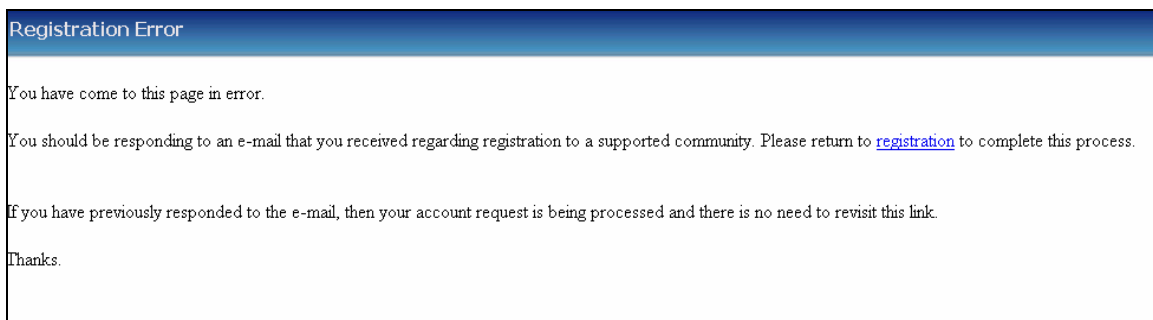 Registration Error
You have come to this page in error.
You should be responding to an e-mail that you received regarding registration to a supported community. Please return to registration to complete this process.
If you have previously responded to the e-mail, then your account request is being processed and there is no need to revisit this link.
Thanks.